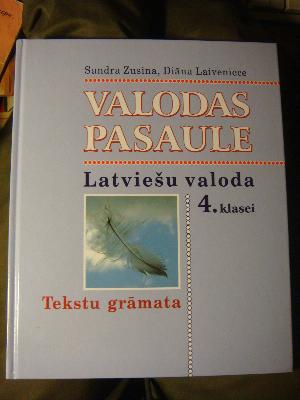 Sandra Zusina, Diāna Laiveniece
VALODAS
PASAULE
Latviešu valoda
4. klasei
Tekstu grāmata